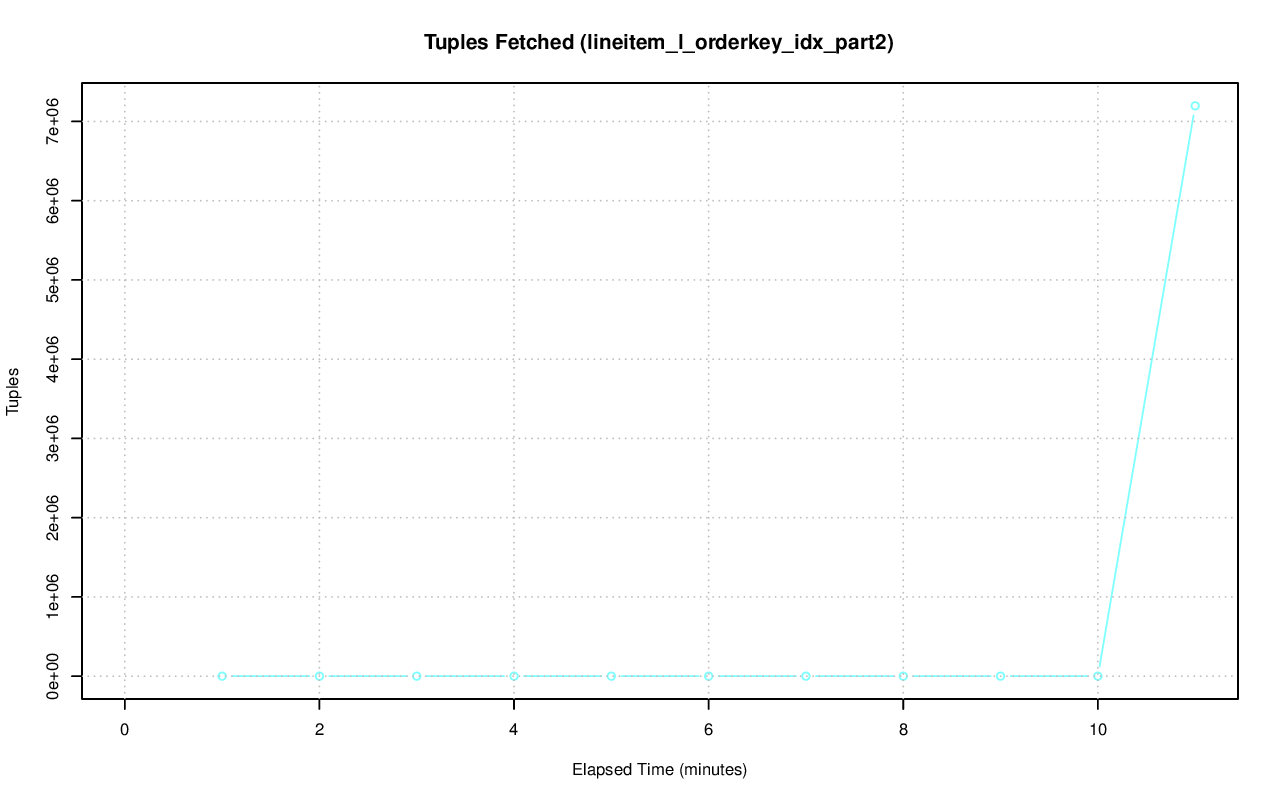 Tuples Fetched (lineitem_l_orderkey_idx_part2)
Tuples
7e+06
6e+06
5e+06
4e+06
3e+06
2e+06
1e+06
0e+00
0 2 4 6 8 10
Elapsed Time (minutes)